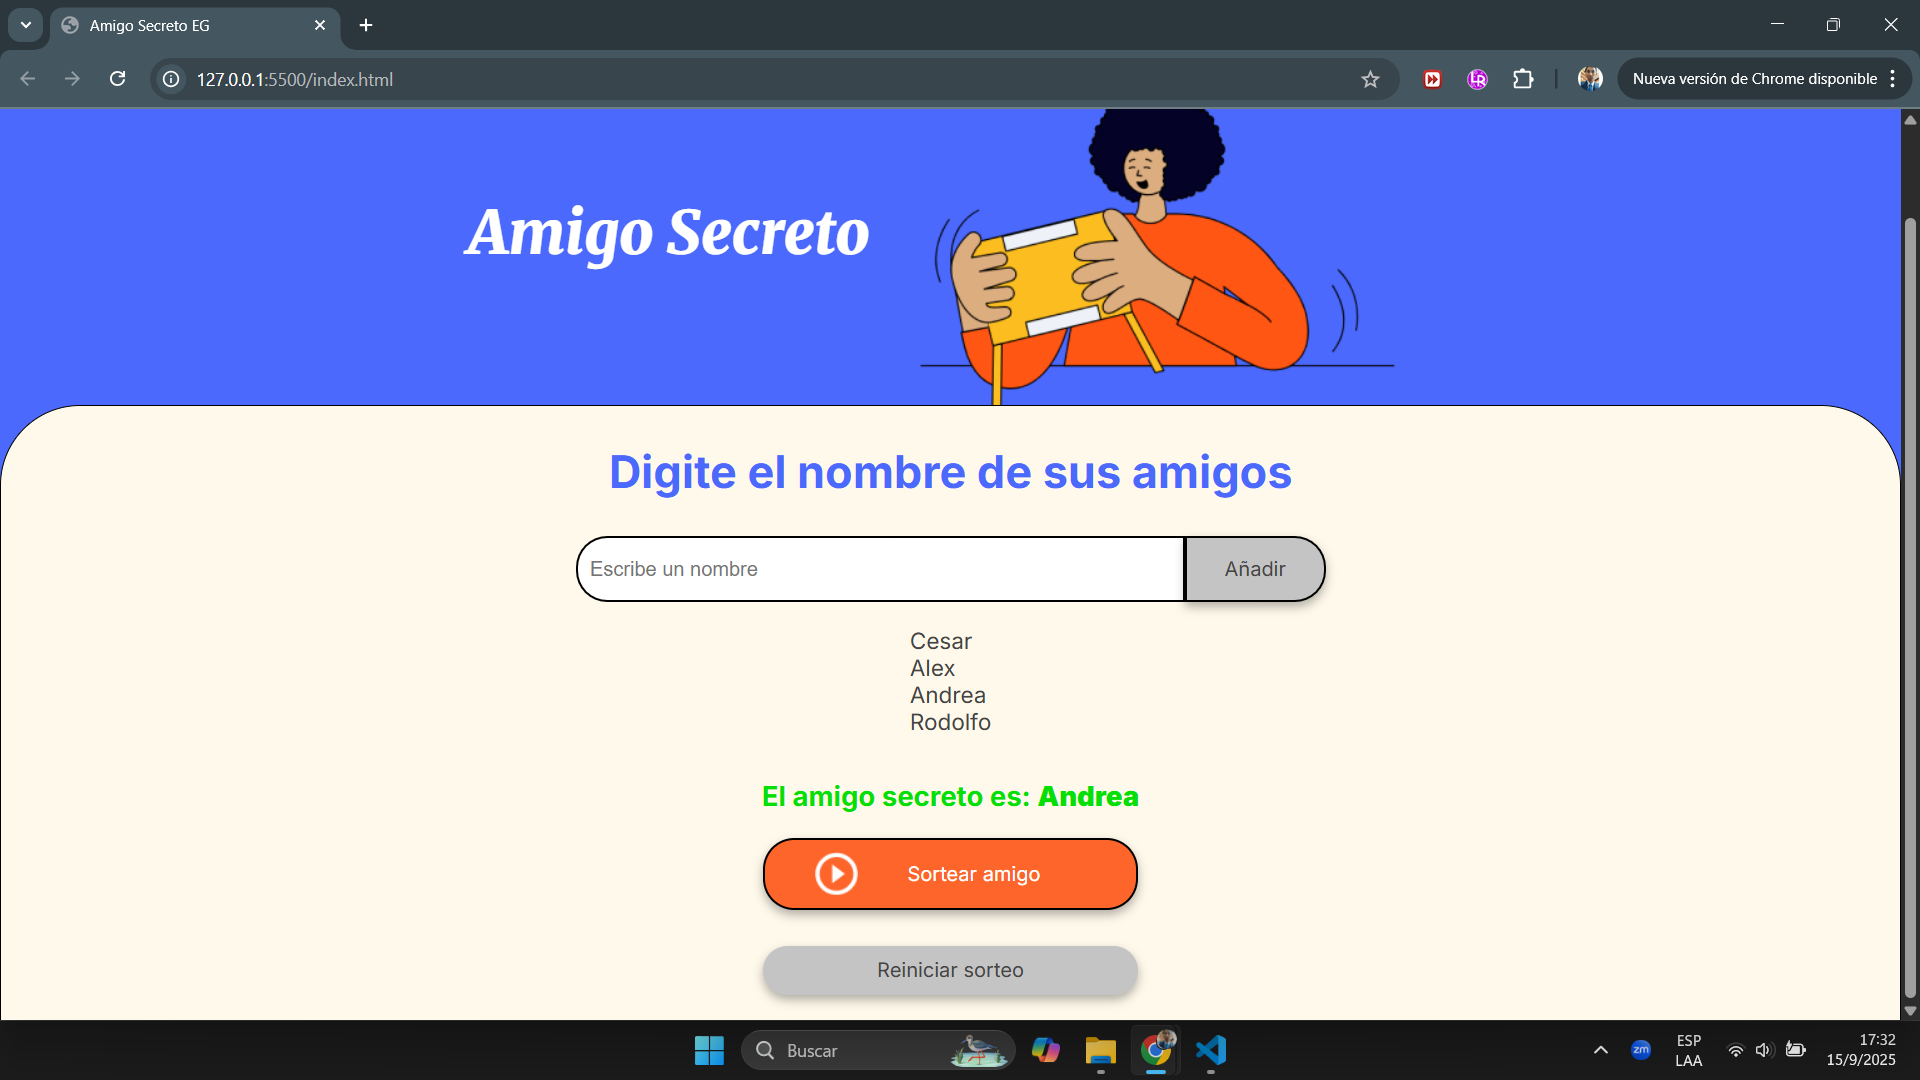 Amigo Secreto EG
127.0.0.1:5500/index.html
Nueva versión de Chrome disponible
Amigo Secreto
Digite el nombre de sus amigos
Escribe un nombre
Añadir
Cesar
Alex
Andrea
Rodolfo
El amigo secreto es: Andrea
Sortear amigo
Reiniciar sorteo
Buscar
zm
ESP
LAA
17:32
15/9/2025